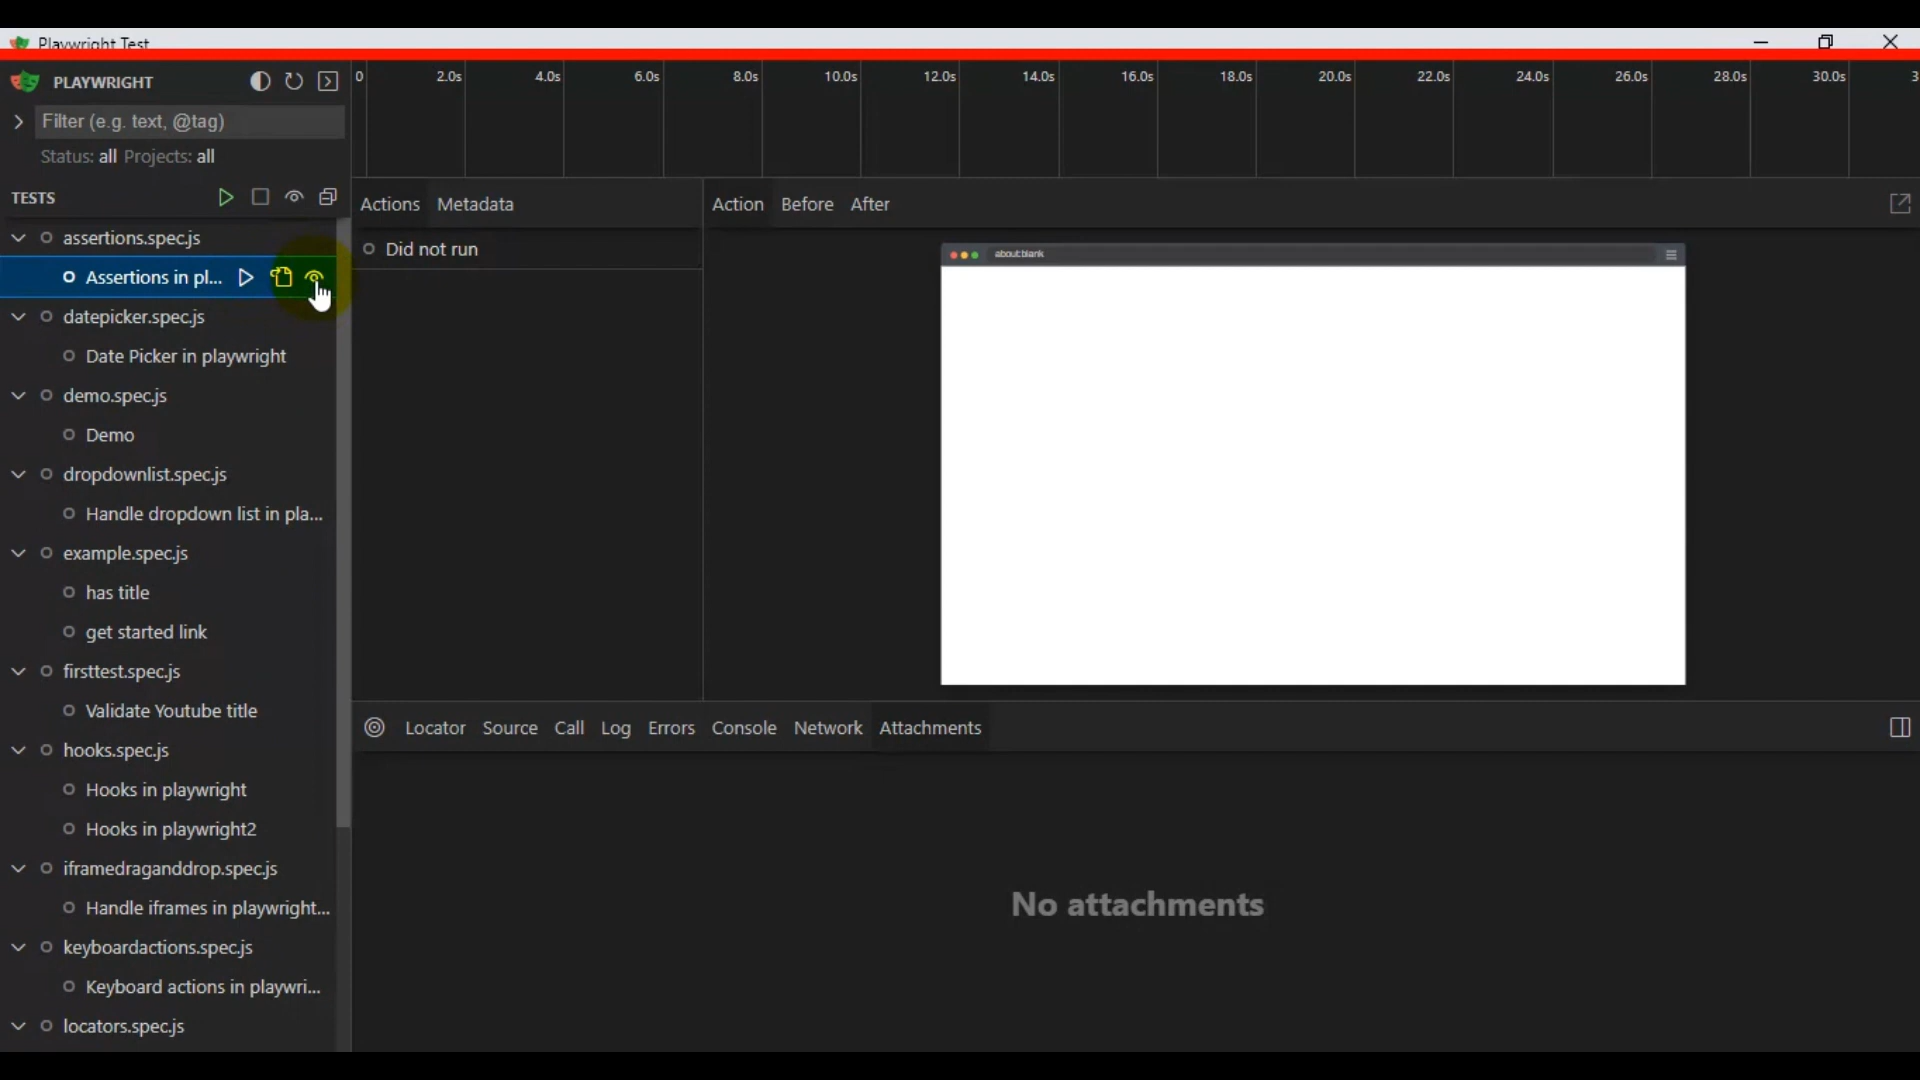 Playwright Test
PLAYWRIGHT
0 2.0s 4.0s 6.0s 8.0s 10.0s 12.0s 14.0s 16.0s 18.0s 20.0s 22.0s 24.0s 26.0s 28.0s 30.0s 3
Filter (e.g. text, @tag)
Status: all Projects: all
TESTS
Actions Metadata
Action Before After
assertions.spec.js
Did not run
about:blank
Assertions in pl...
datepicker.spec.js
Date Picker in playwright
demo.spec.js
Demo
dropdownlist.spec.js
Handle dropdown list in pla...
example.spec.js
has title
get started link
firsttest.spec.js
Validate Youtube title
hooks.spec.js
Hooks in playwright
Hooks in playwright2
iframedraganddrop.spec.js
Handle iframes in playwright...
keyboardactions.spec.js
Keyboard actions in playwri...
locators.spec.js
Locator Source Call Log Errors Console Network Attachments
No attachments